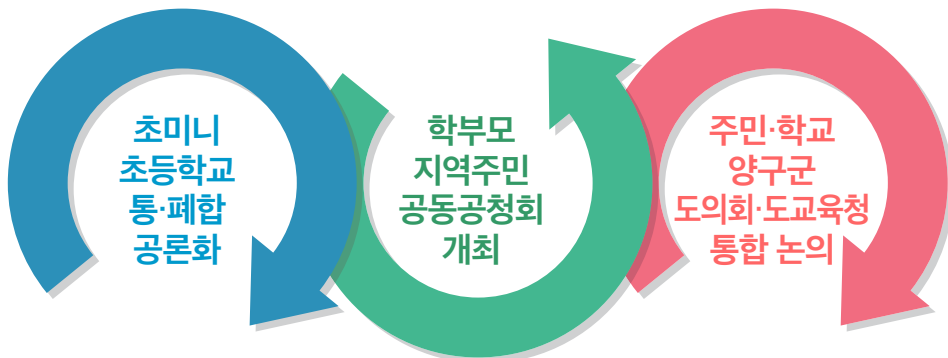 초미니
초등학교
통·폐합
공론화
학부모
지역주민
공동공청회
개최
주민·학교
양구군
도의회·도교육청
통합 논의